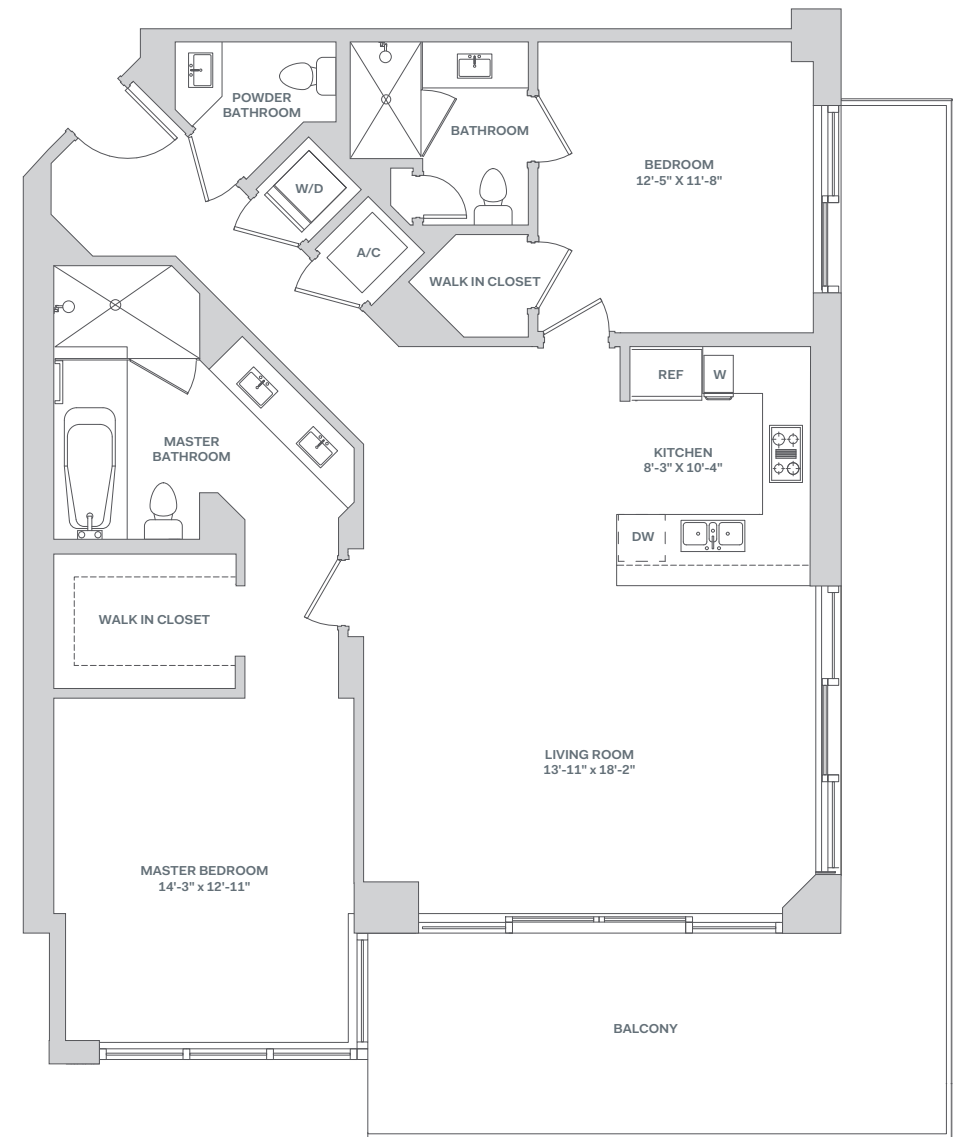 POWDER
BATHROOM
BATHROOM
BEDROOM
12'-5" X 11'-8"
W/D
A/C
WALK IN CLOSET
REF
W
MASTER
BATHROOM
KITCHEN
8'-3" X 10'-4"
DW
WALK IN CLOSET
LIVING ROOM
13'-11" x 18'-2"
MASTER BEDROOM
14'-3" x 12'-11"
BALCONY